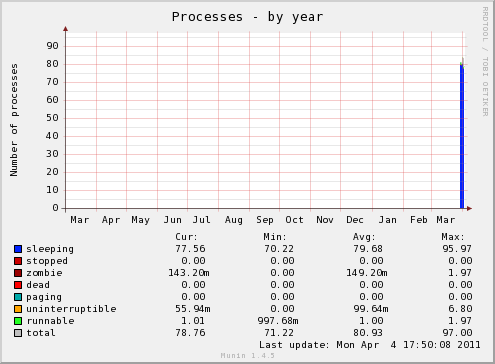 Processes - by year
RRDTOOL / TOBI OETIKER
Number of processes
90
80
70
60
50
40
30
20
10
0
Mar Apr May Jun Jul Aug Sep Oct Nov Dec Jan Feb Mar
Cur: Min: Avg: Max:
sleeping 77.56 70.22 79.68 95.97
stopped 0.00 0.00 0.00 0.00
zombie 143.20m 0.00 149.20m 1.97
dead 0.00 0.00 0.00 0.00
paging 0.00 0.00 0.00 0.00
uninterruptible 55.94m 0.00 99.64m 6.80
runnable 1.01 997.68m 1.00 1.97
total 78.76 71.22 80.93 97.00
Last update: Mon Apr 4 17:50:08 2011
Munin 1.4.5